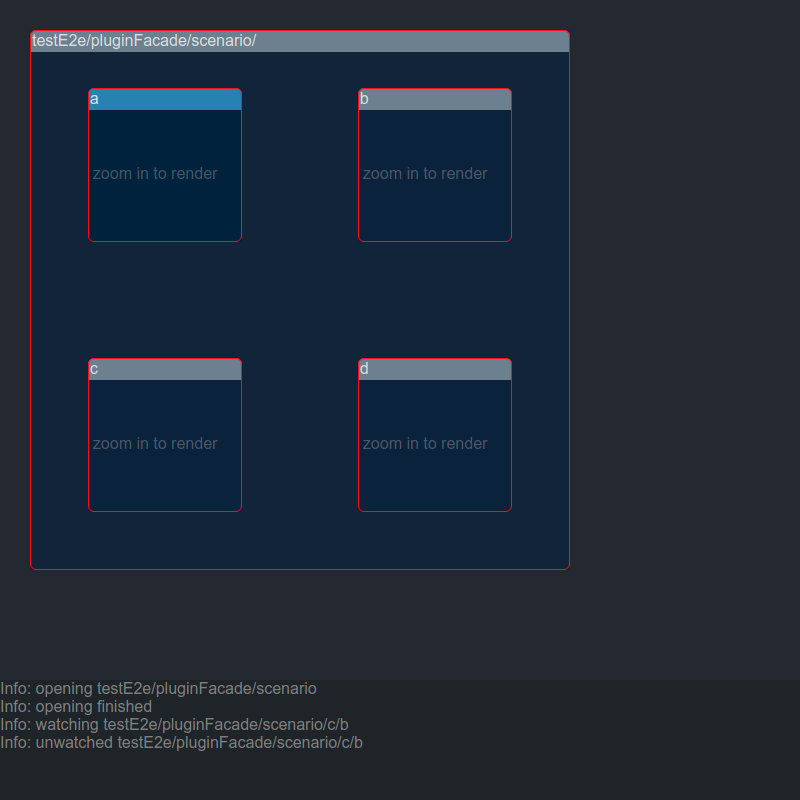 testE2e/pluginFacade/scenario/
a
b
zoom in to render
zoom in to render
c
d
zoom in to render
zoom in to render
Info: opening testE2e/pluginFacade/scenario
Info: opening finished
Info: watching testE2e/pluginFacade/scenario/c/b
Info: unwatched testE2e/pluginFacade/scenario/c/b